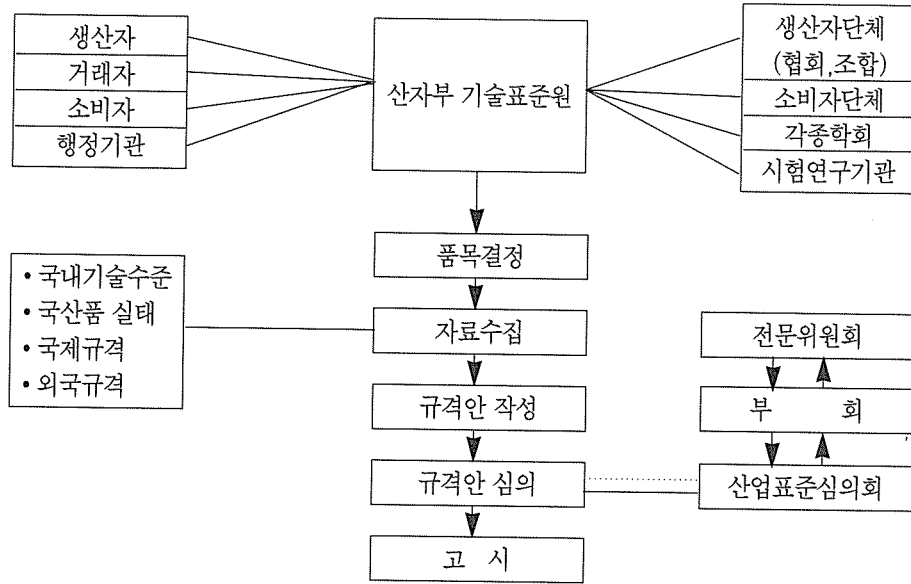 생산자
거래자
소비자
행정기관
산자부 기술표준원
생산자단체
(협회,조합)
소비자단체
각종학회
시험연구기관
품목결정
• 국내기술수준
• 국산품 실태
• 국제규격
• 외국규격
자료수집
전문위원회
규격안 작성
부 회
규격안 심의
산업표준심의회
고 시